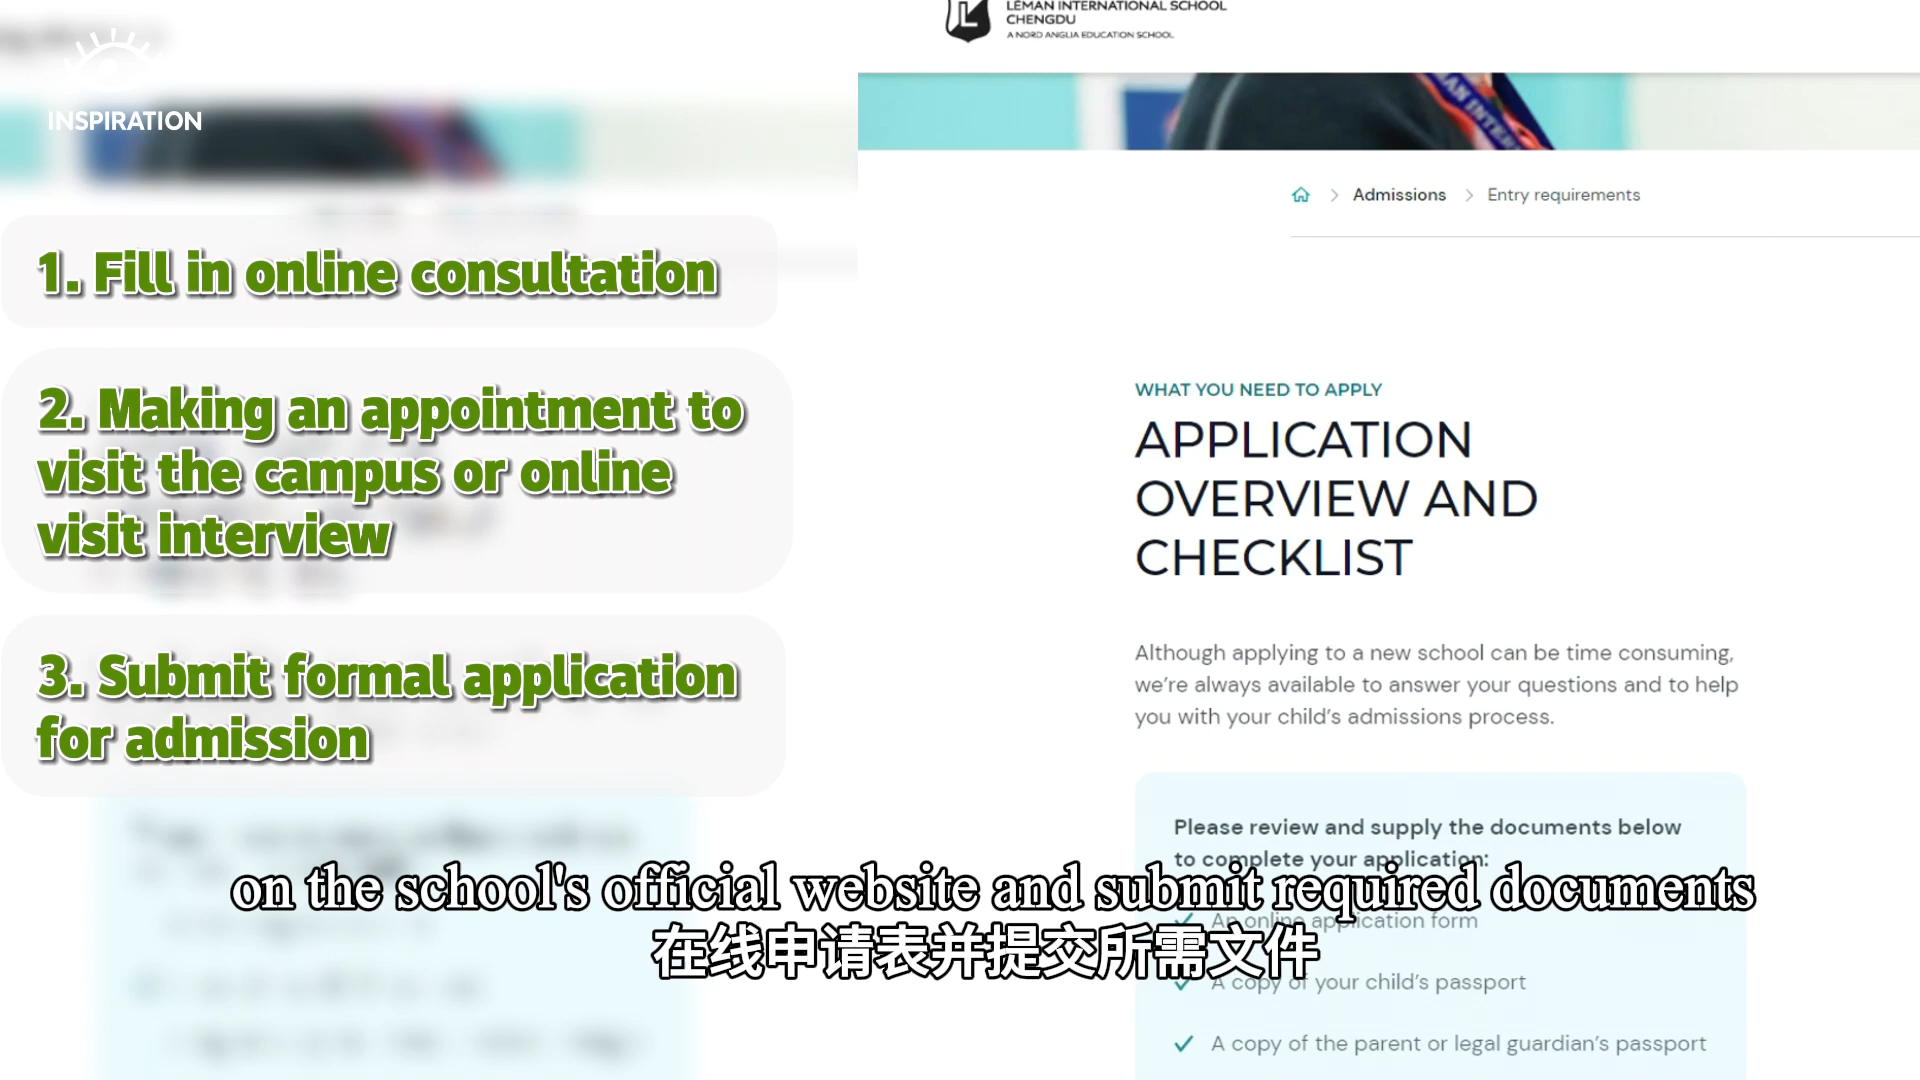 INSPIRATION
1. Fill in online consultation
2. Making an appointment to
visit the campus or online
visit interview
3. Submit formal application
for admission
LÉMAN INTERNATIONAL SCHOOL
CHENGDU
A NORD ANGLIA EDUCATION SCHOOL
Admissions
Entry requirements
WHAT YOU NEED TO APPLY
APPLICATION
OVERVIEW AND
CHECKLIST
Although applying to a new school can be time consuming,
we’re always available to answer your questions and to help
you with your child’s admissions process.
Please review and supply the documents below
to complete your application:
An online application form
A copy of your child’s passport
A copy of the parent or legal guardian’s passport
on the school's official website and submit required documents
在线申请表并提交所需文件